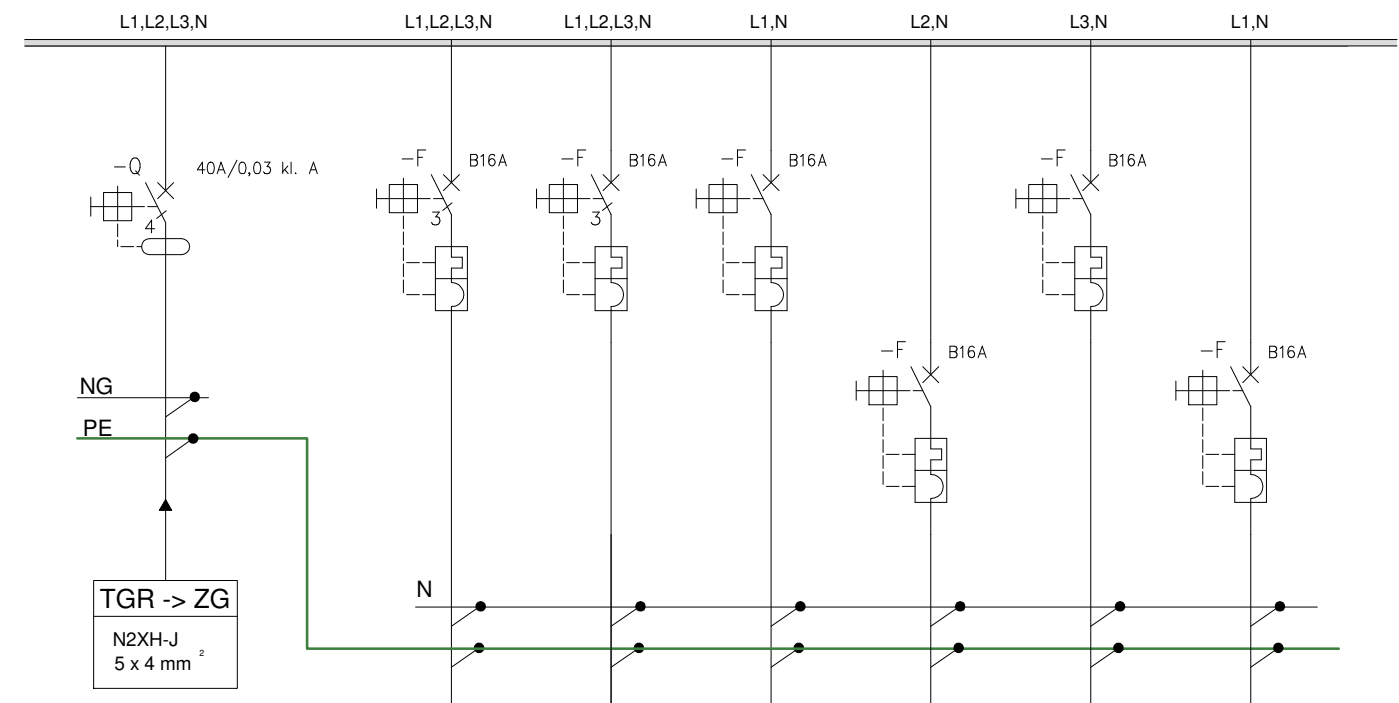 L1,L2,L3,N
L1,L2,L3,N
L1,L2,L3,N
L1,N
L2,N
L3,N
L1,N
-Q
40A/0,03 kl. A
4
-F
B16A
3
-F
B16A
3
-F
B16A
-F
B16A
-F
B16A
-F
B16A
NG
PE
N
TGR -> ZG
N2XH-J
5 x 4 mm ²